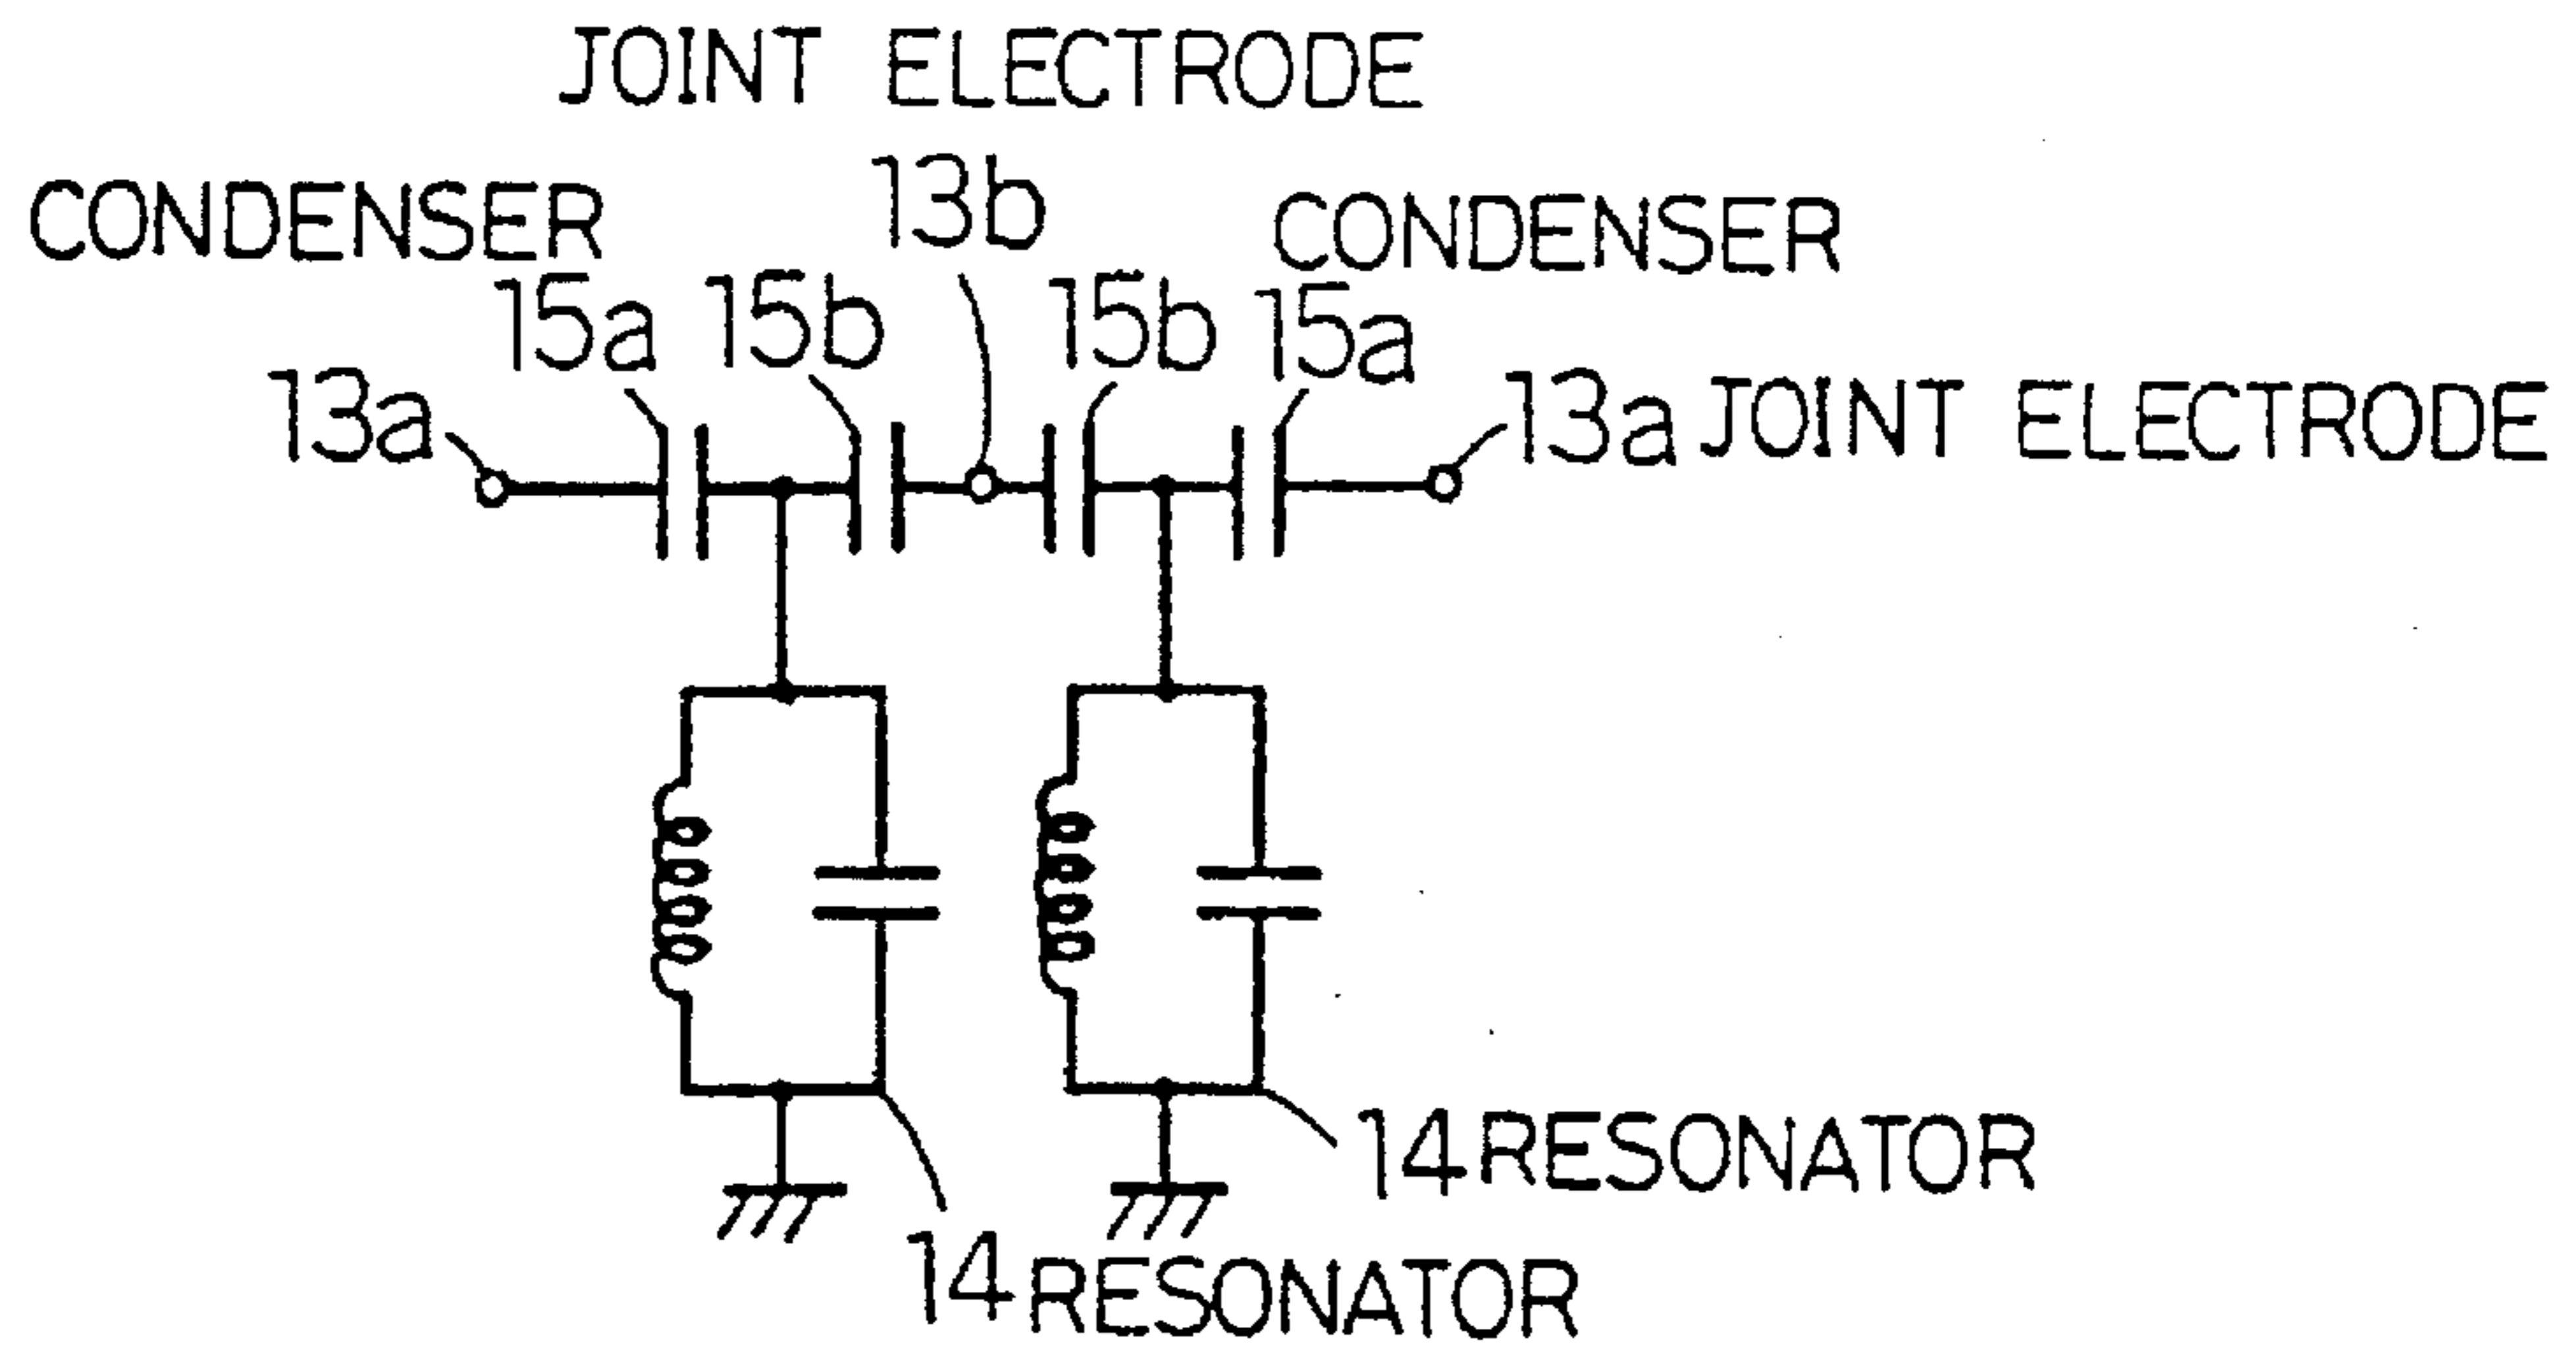 JOINT ELECTRODE
13b
CONDENSER
CONDENSER
15a 15b 15b 15a
13a
13a JOINT ELECTRODE
14 RESONATOR
14 RESONATOR